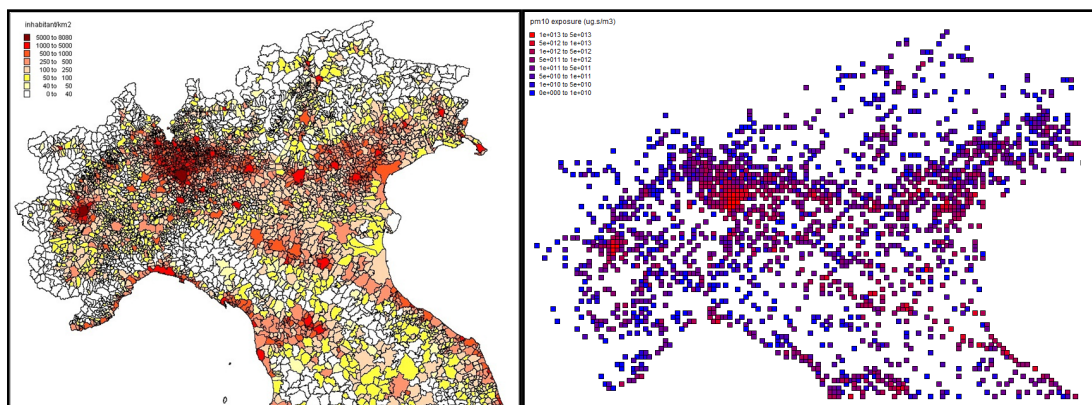 inhabitant/km2
5000 to 8080
1000 to 5000
500 to 1000
250 to 500
100 to 250
50 to 100
40 to 50
0 to 40
pm10 exposure (ug.s/m3)
1e+013 to 5e+013
5e+012 to 1e+013
1e+012 to 5e+012
5e+011 to 1e+012
1e+011 to 5e+011
5e+010 to 1e+011
1e+010 to 5e+010
0e+000 to 1e+010